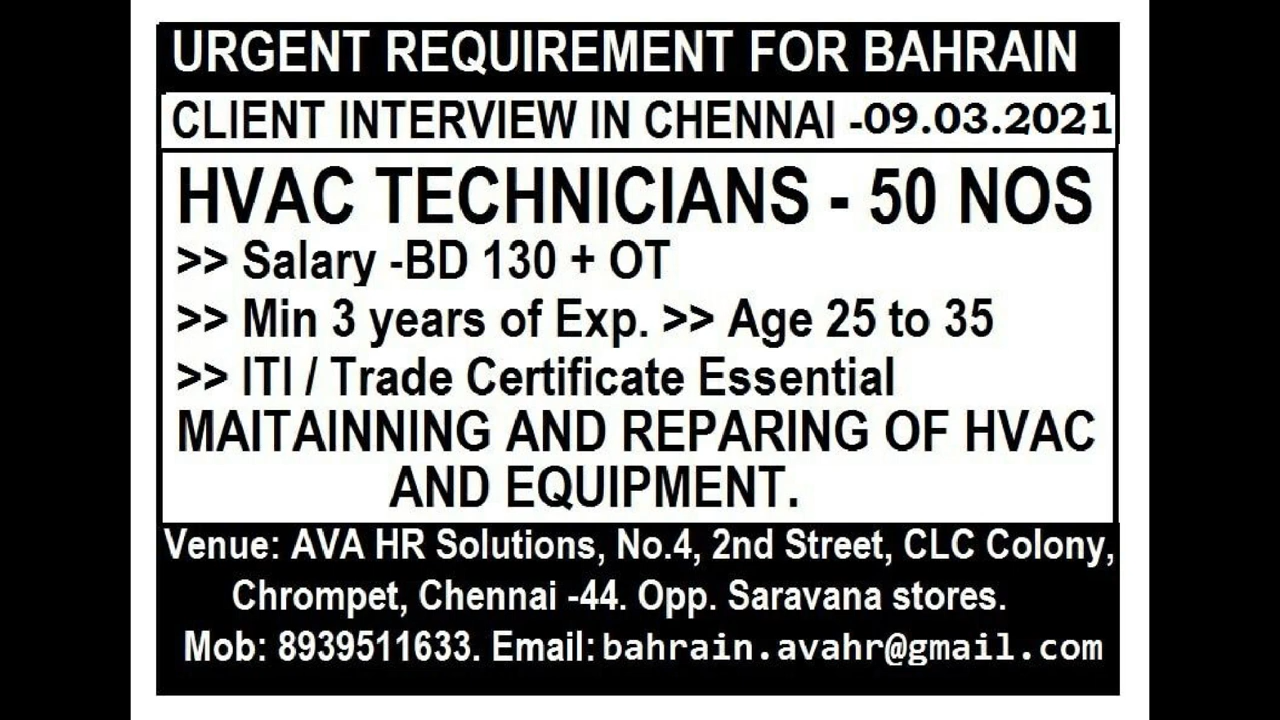 URGENT REQUIREMENT FOR BAHRAIN
CLIENT INTERVIEW IN CHENNAI -09.03.2021
HVAC TECHNICIANS - 50 NOS
>> Salary -BD 130 + OT
>> Min 3 years of Exp. >> Age 25 to 35
>> ITI / Trade Certificate Essential
MAITAINNING AND REPARING OF HVAC
AND EQUIPMENT.
Venue: AVA HR Solutions, No.4, 2nd Street, CLC Colony,
Chrompet, Chennai -44. Opp. Saravana stores.
Mob: 8939511633. Email: bahrain.avahr@gmail.com